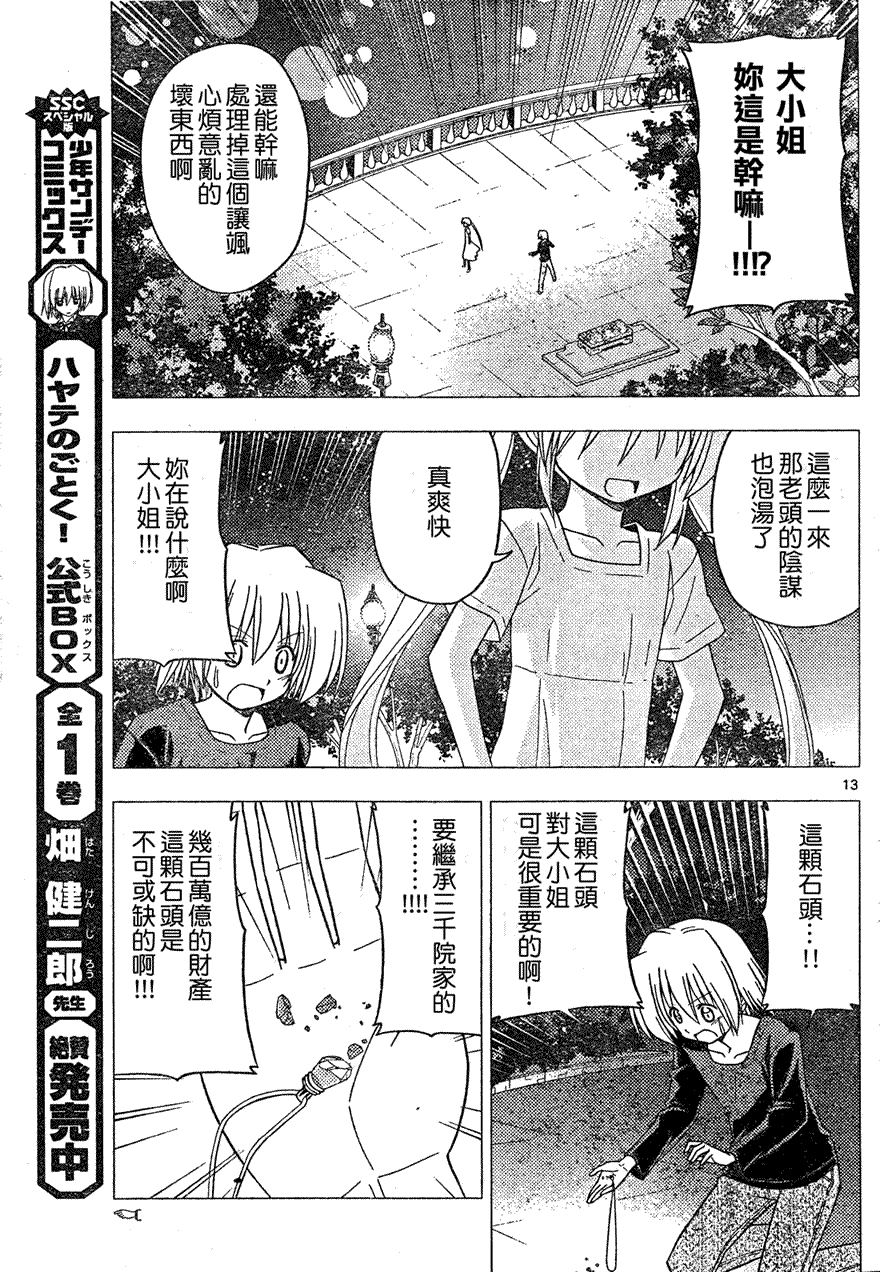 大小姐
妳這是幹嘛—!!!?
還能幹嘛
處理掉這個讓颯
心煩意亂的
壞東西啊
這麼一來
那老頭的陰謀
也泡湯了
真爽快
妳在說什麼啊
大小姐!!!
13
這顆石頭…!!
這顆石頭
對大小姐
可是很重要的啊!
要繼承三千院家的
………!!!!
幾百萬億的財產
這顆石頭是
不可或缺的啊!!!
SSC
スペシャル
版
少年サンデー
コミックス
ハヤテのごとく!
公式BOX
こうしき ボックス
全1巻
畑 健二郎
はた けんじろう
先生
絶賛
発売中